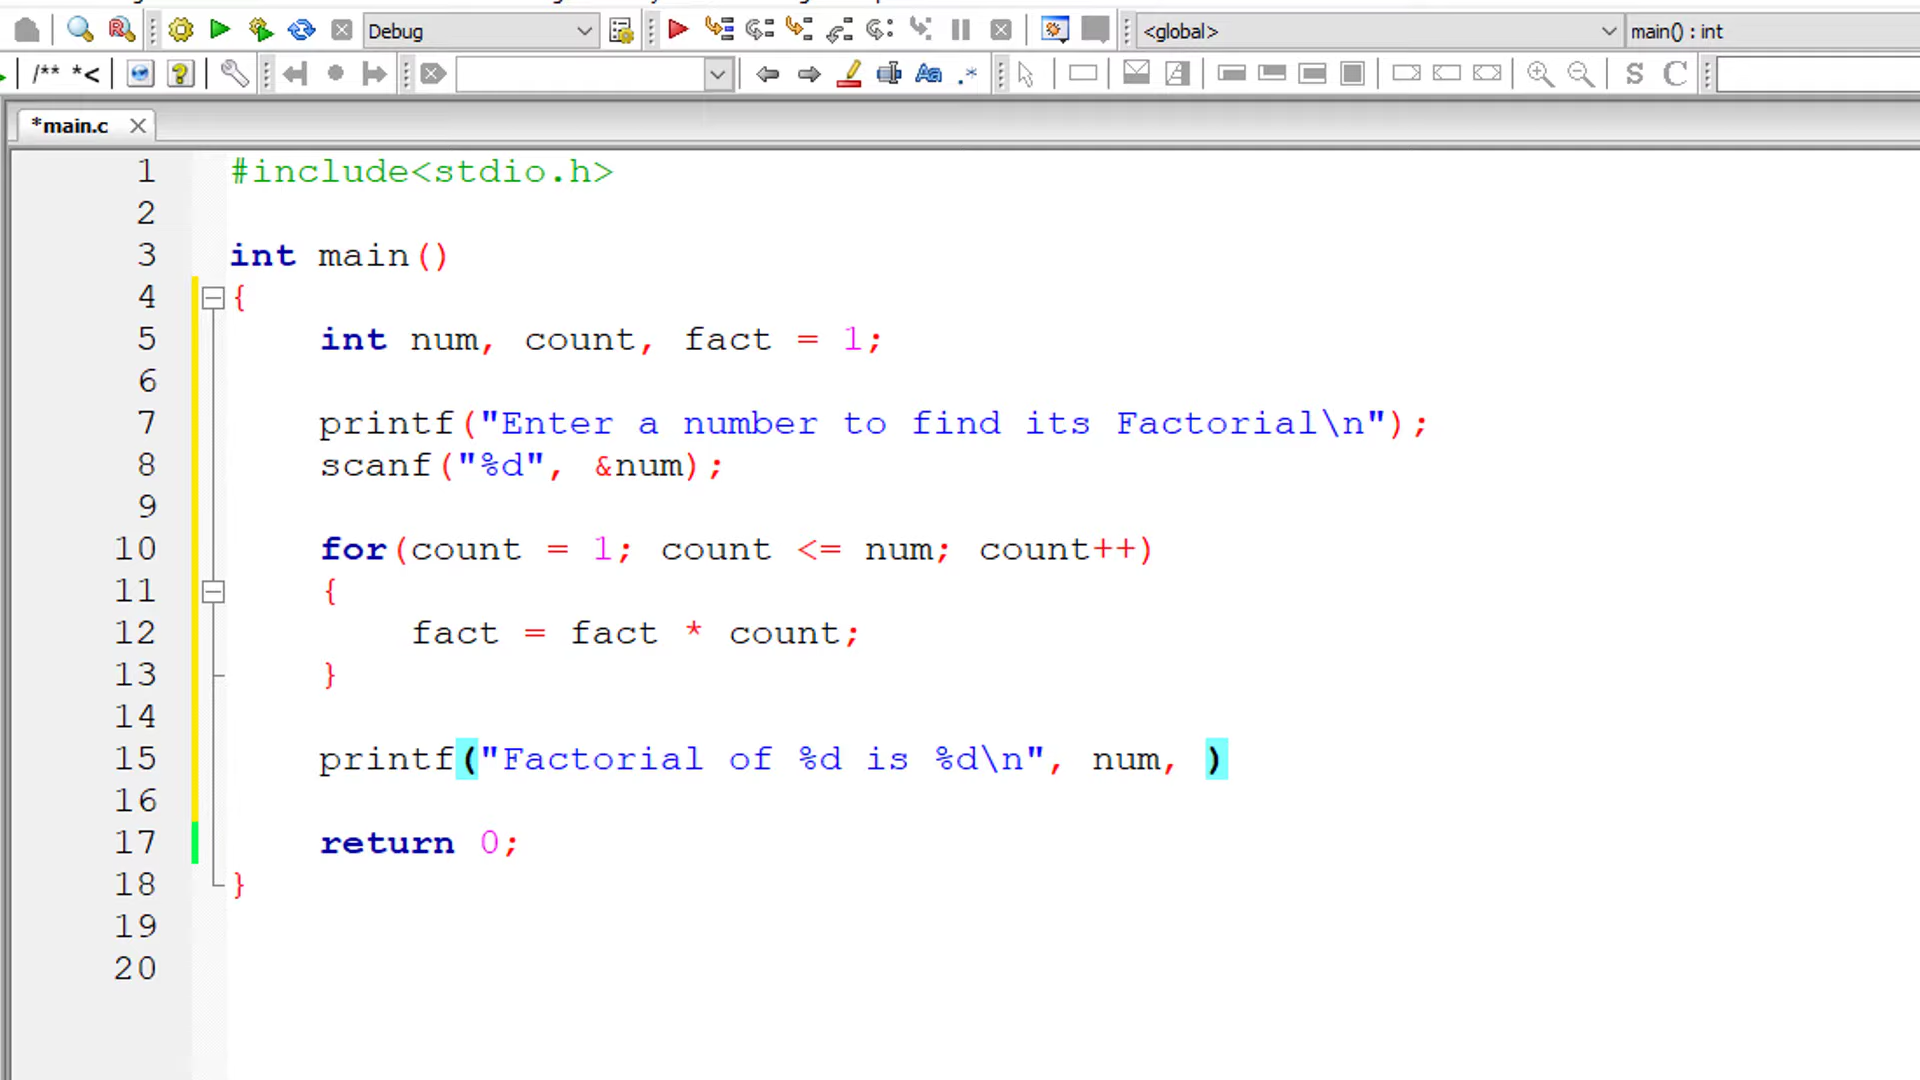 Debug
<global>
main() : int
/** *<
Aa
.*
S
C
*main.c
1 #include<stdio.h>
2
3 int main()
4 {
5 int num, count, fact = 1;
6
7 printf("Enter a number to find its Factorial\n");
8 scanf("%d", &num);
9
10 for(count = 1; count <= num; count++)
11 {
12 fact = fact * count;
13 }
14
15 printf("Factorial of %d is %d\n", num, )
16
17 return 0;
18 }
19
20